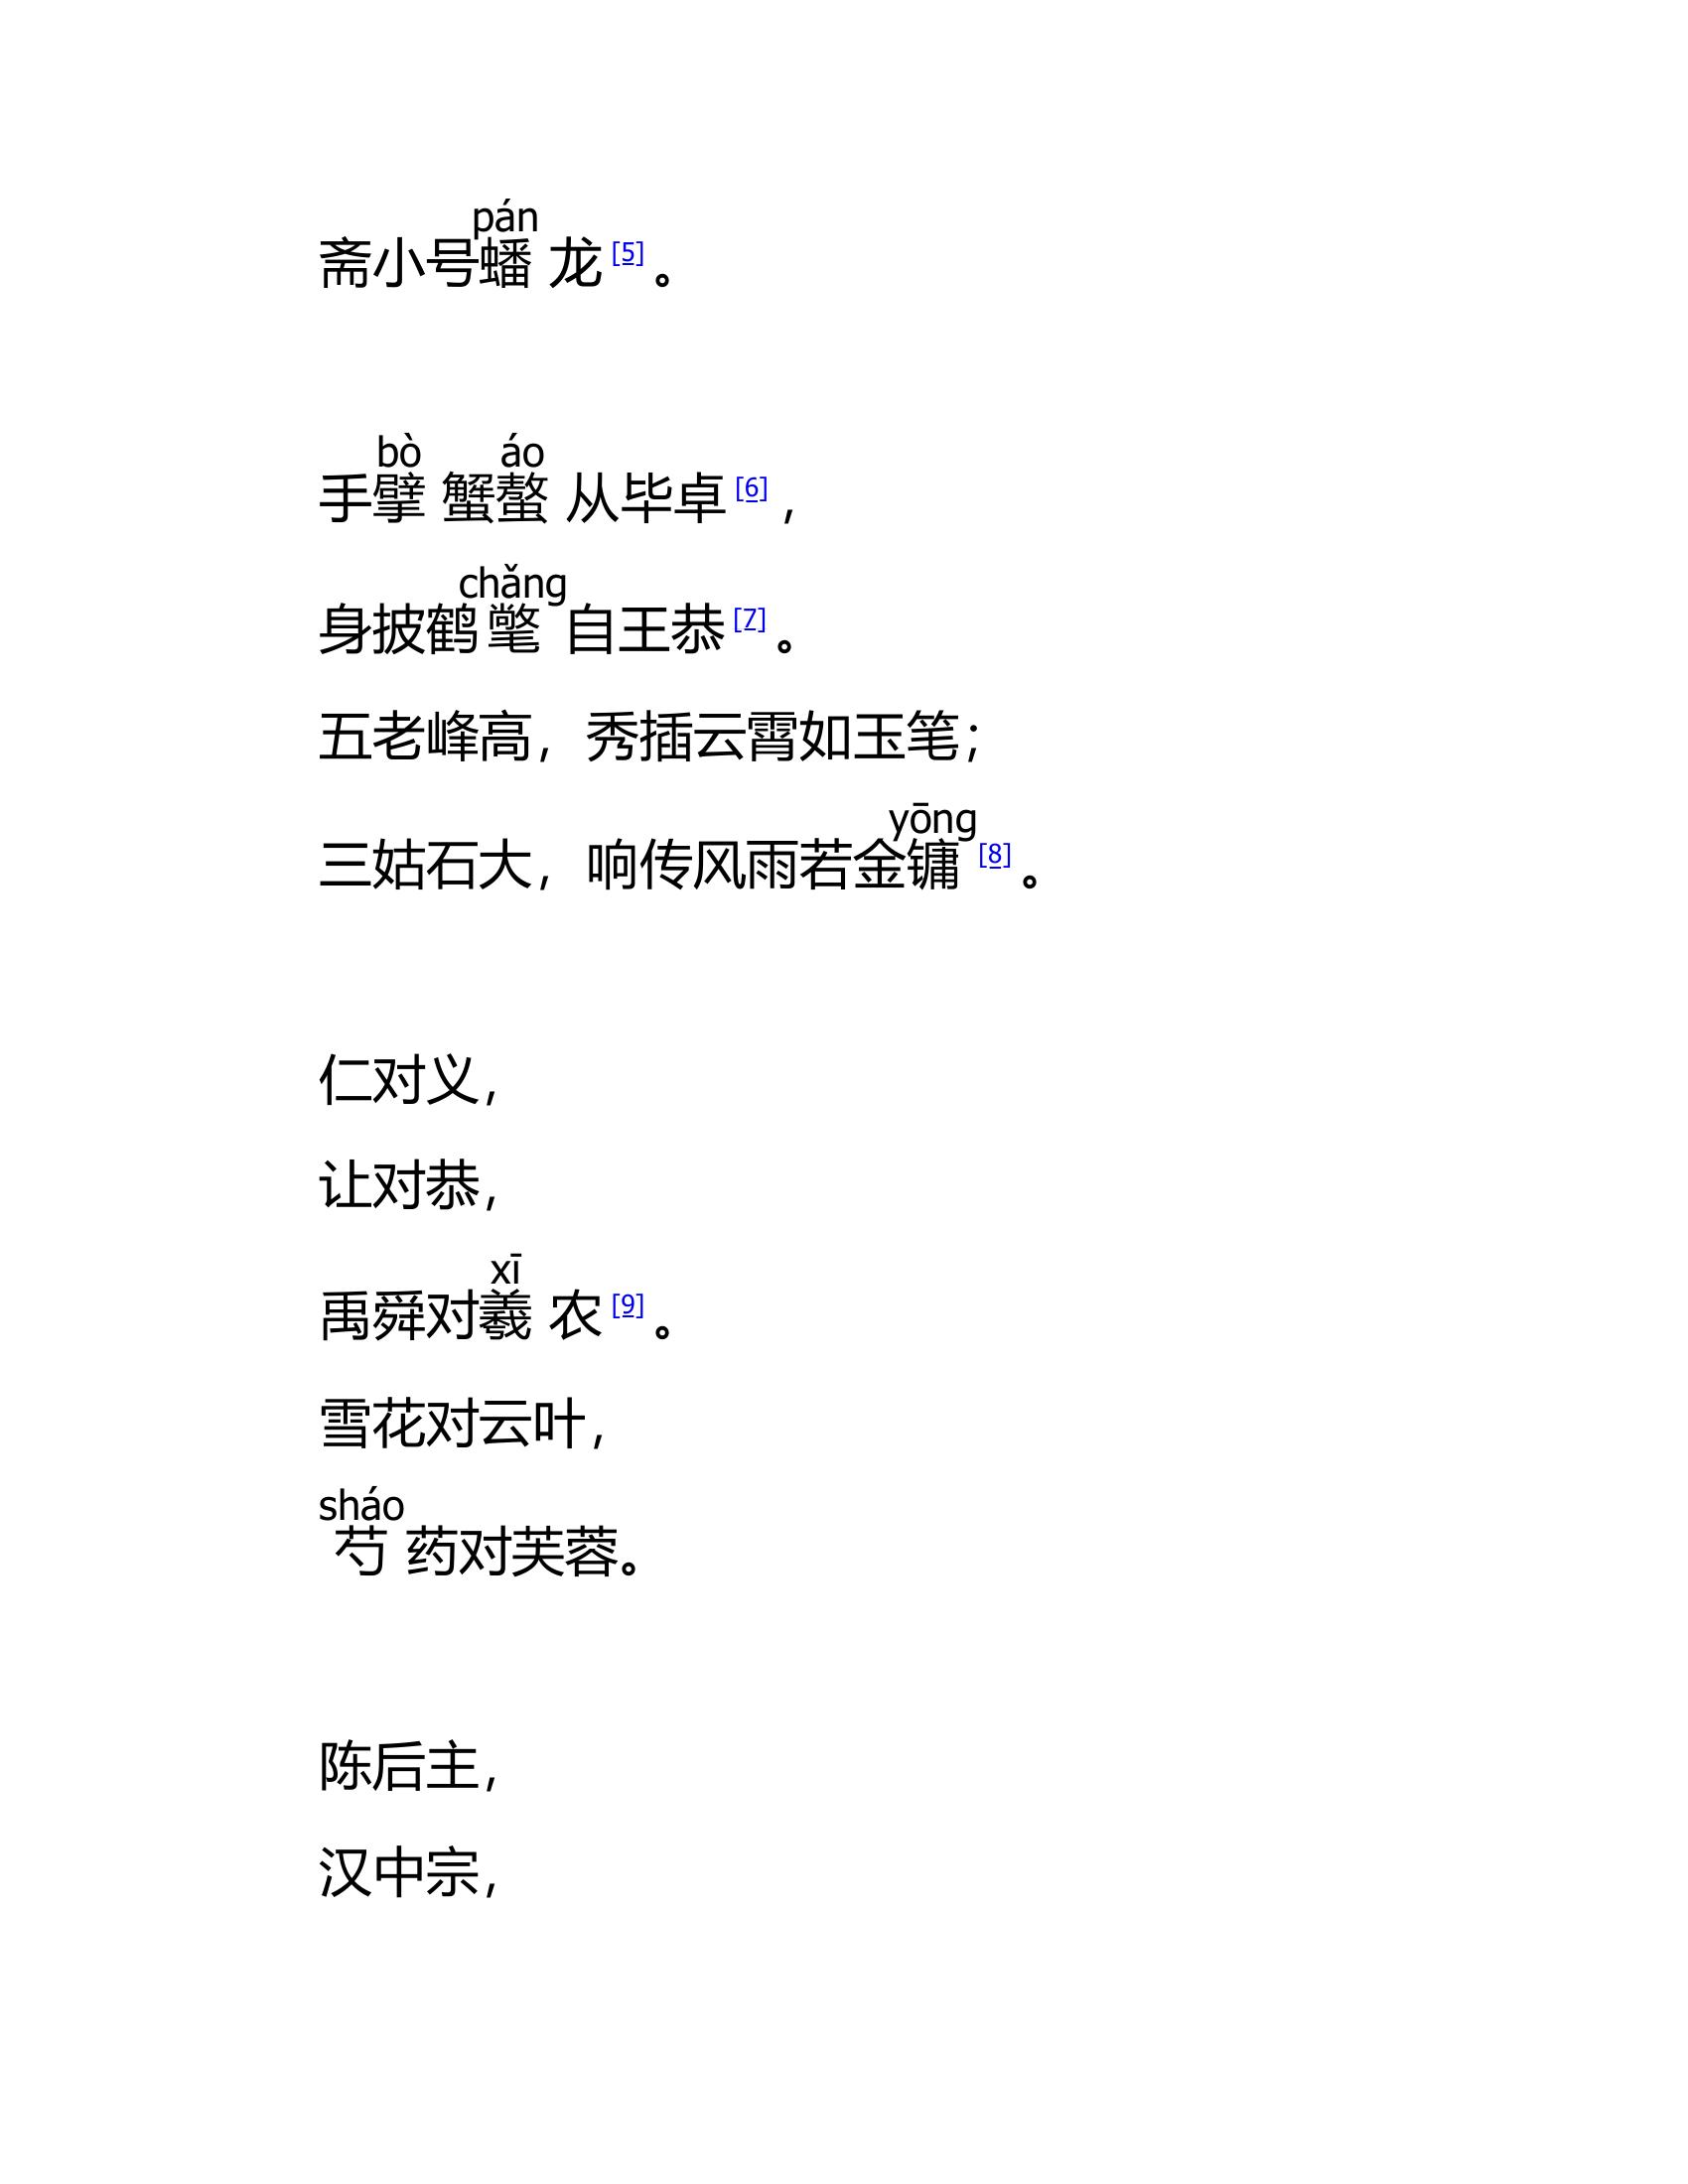 pán
斋小号蟠 龙[5]。
bò áo
手擘 蟹螯 从毕卓[6]，
chǎng
身披鹤氅 自王恭[7]。
五老峰高，秀插云霄如玉笔；
yōng
三姑石大，响传风雨若金镛[8]。
仁对义，
让对恭，
xī
禹舜对羲 农[9]。
雪花对云叶，
sháo
芍 药对芙蓉。
陈后主，
汉中宗，